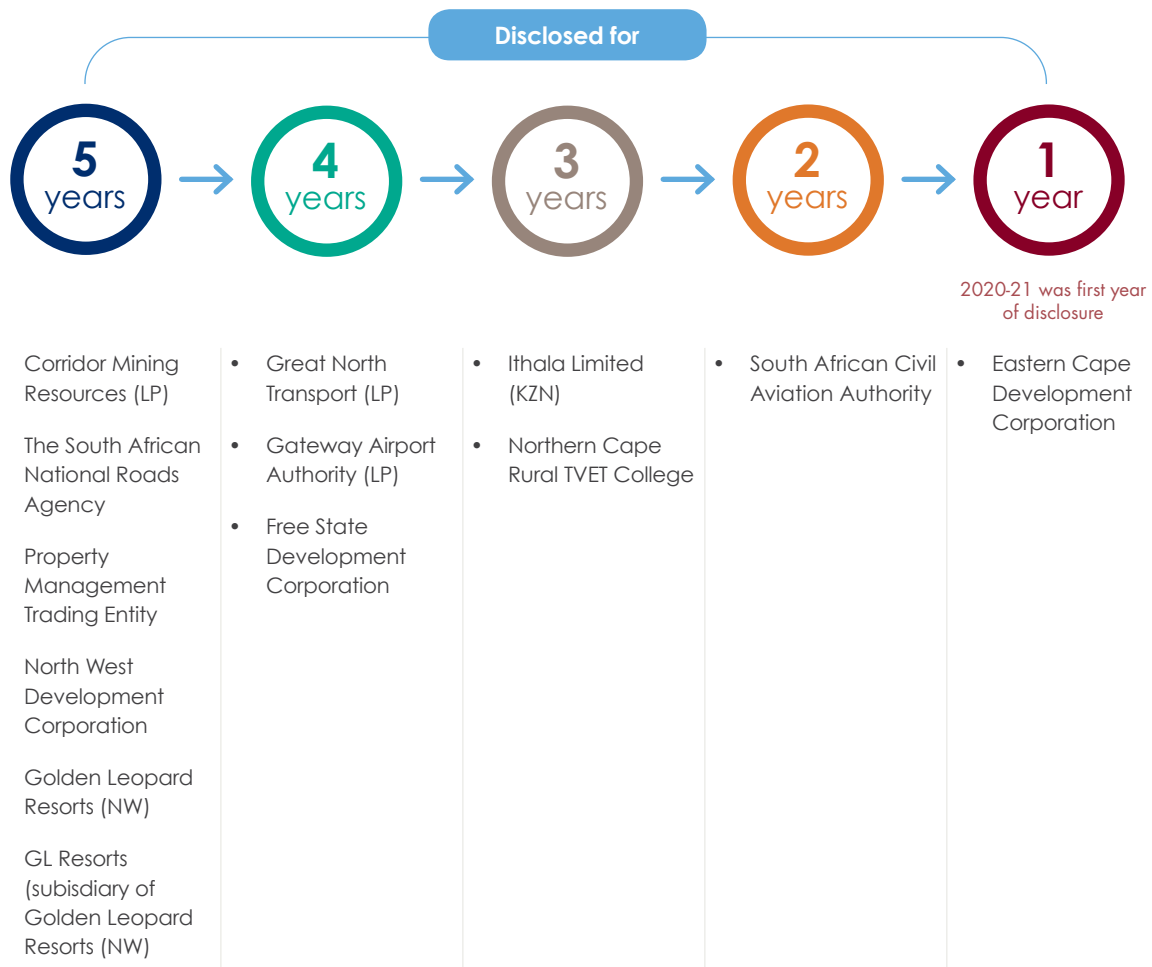 Disclosed for
5
years
4
years
3
years
2
years
1
year
2020-21 was first year
of disclosure
Corridor Mining
Resources (LP)
The South African
National Roads
Agency
Property
Management
Trading Entity
North West
Development
Corporation
Golden Leopard
Resorts (NW)
GL Resorts
(subisdiary of
Golden Leopard
Resorts (NW)
• Great North
Transport (LP)
• Gateway Airport
Authority (LP)
• Free State
Development
Corporation
• Ithala Limited
(KZN)
• Northern Cape
Rural TVET College
• South African Civil
Aviation Authority
• Eastern Cape
Development
Corporation